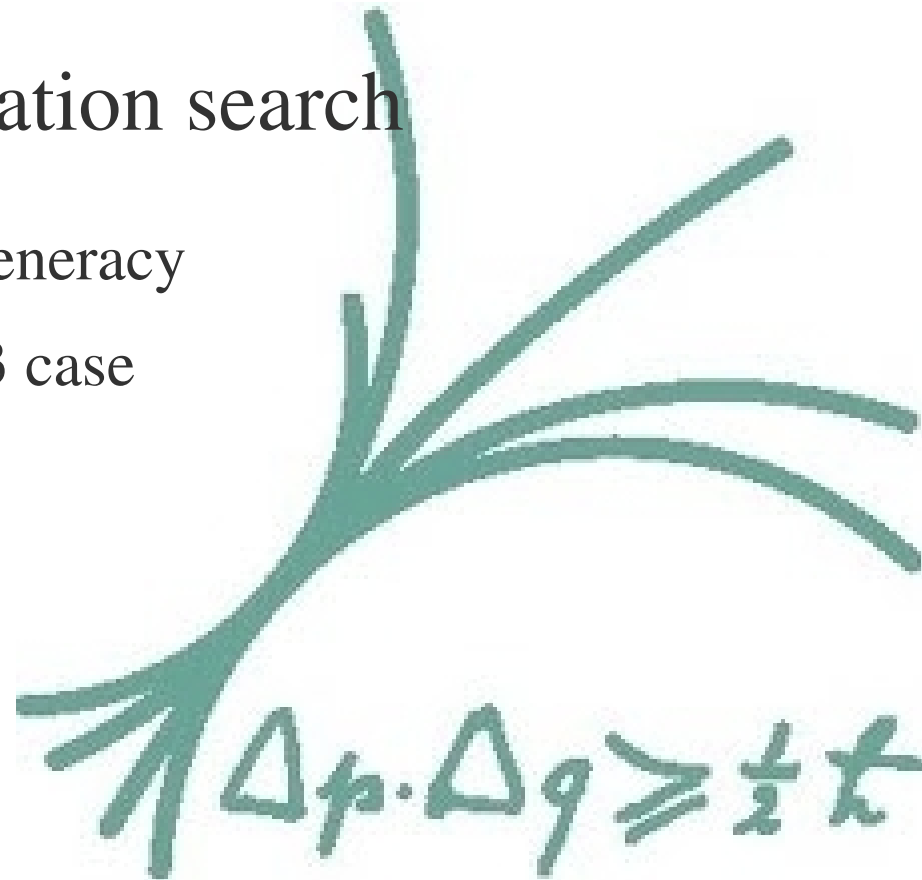 ation search
eneracy
3 case
Δp·Δq ≥ ½ ħ